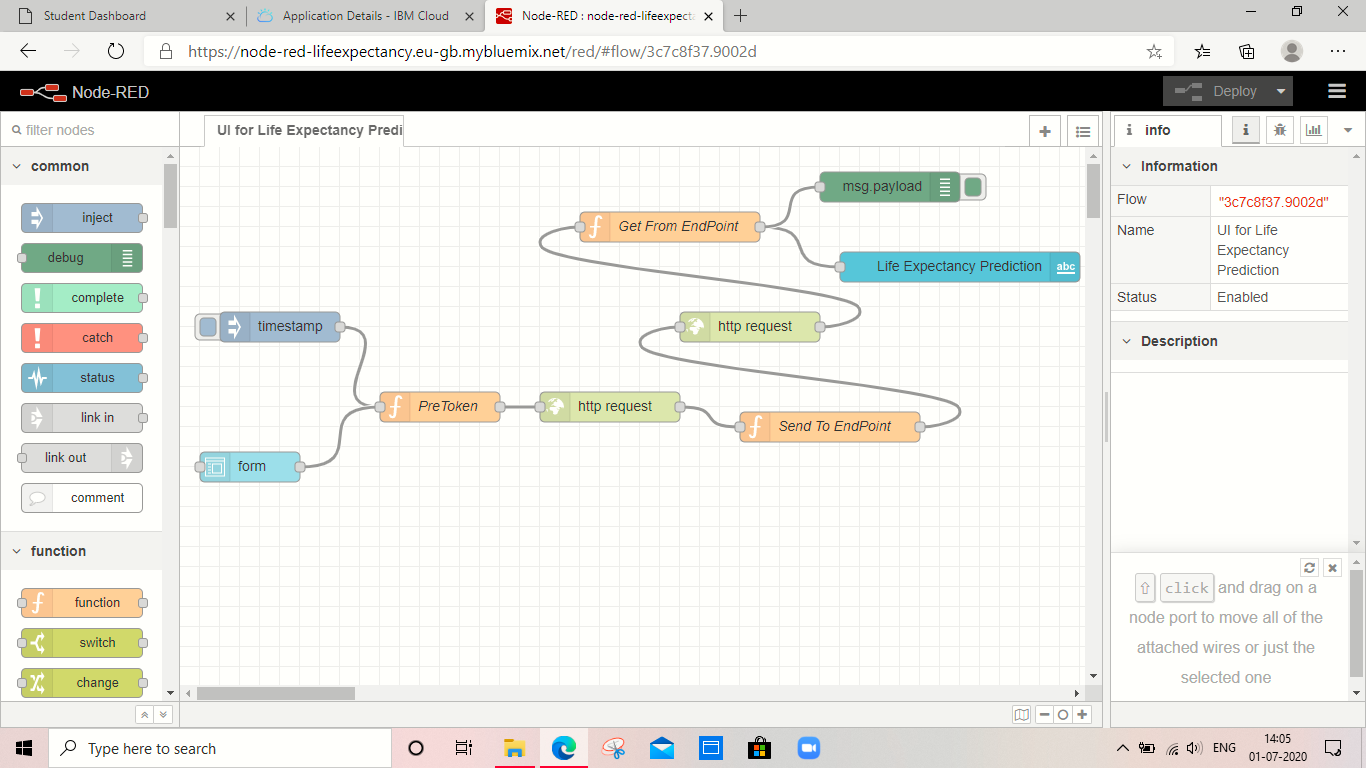 Student Dashboard
Application Details - IBM Cloud
Node-RED : node-red-lifeexpecta
https://node-red-lifeexpectancy.eu-gb.mybluemix.net/red/#flow/3c7c8f37.9002d
Node-RED
Deploy
filter nodes
UI for Life Expectancy Predi
i info
i
common
inject
debug
complete
catch
status
link in
link out
comment
function
function
switch
change
msg.payload
Get From EndPoint
Life Expectancy Prediction abc
timestamp
http request
PreToken
http request
Send To EndPoint
form
Information
Flow "3c7c8f37.9002d"
Name UI for Life
Expectancy
Prediction
Status Enabled
Description
⇧ click and drag on a
node port to move all of the
attached wires or just the
selected one
Type here to search
ENG
14:05
01-07-2020